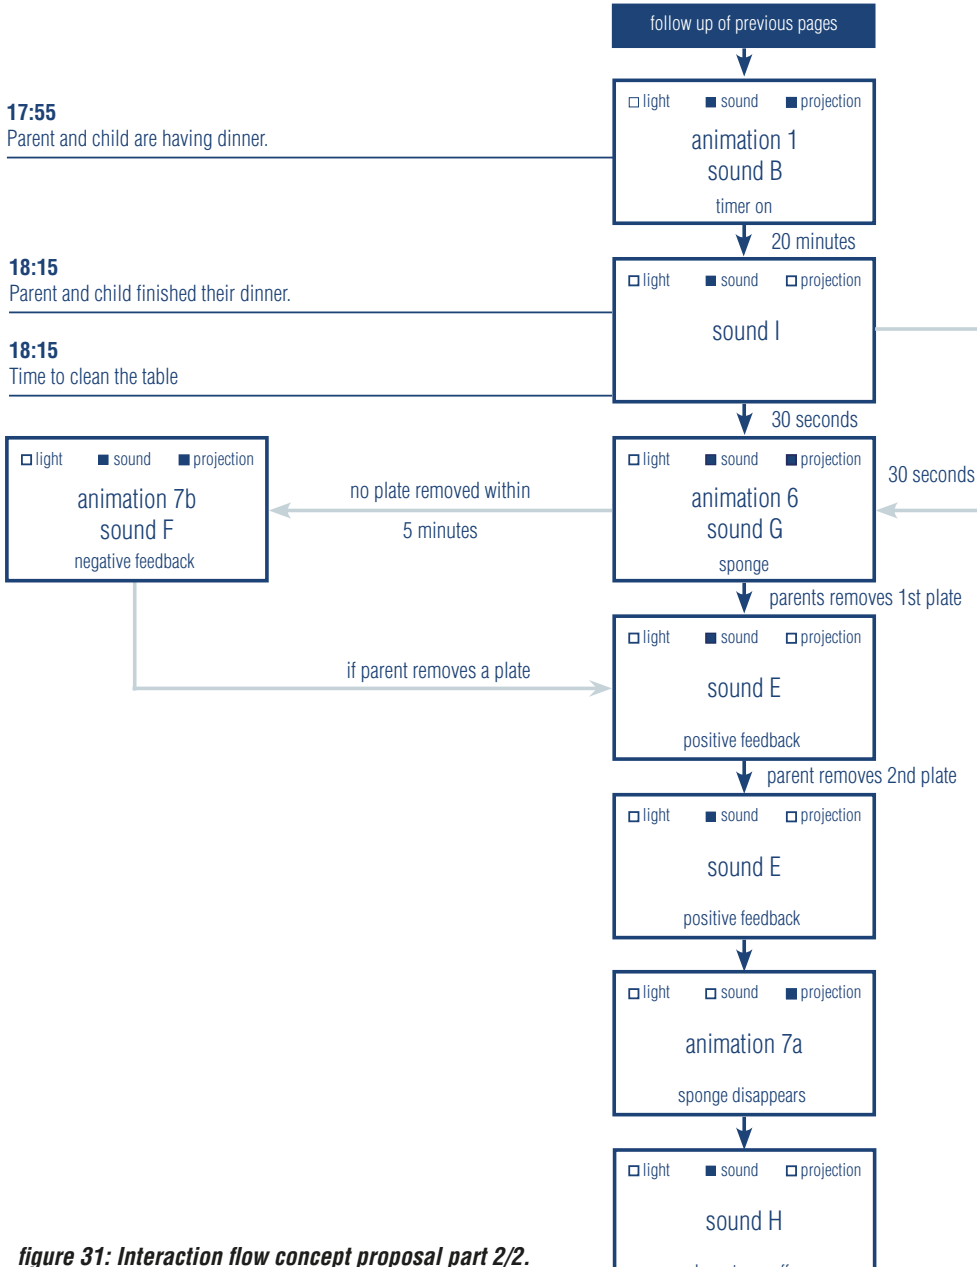 follow up of previous pages
17:55
Parent and child are having dinner.
light sound projection
animation 1
sound B
timer on
20 minutes
18:15
Parent and child finished their dinner.
18:15
Time to clean the table
light sound projection
sound I
30 seconds
light sound projection
animation 7b
sound F
negative feedback
no plate removed within
5 minutes
light sound projection
animation 6
sound G
sponge
30 seconds
parents removes 1st plate
if parent removes a plate
light sound projection
sound E
positive feedback
parent removes 2nd plate
light sound projection
sound E
positive feedback
light sound projection
animation 7a
sponge disappears
light sound projection
sound H
figure 31: Interaction flow concept proposal part 2/2.